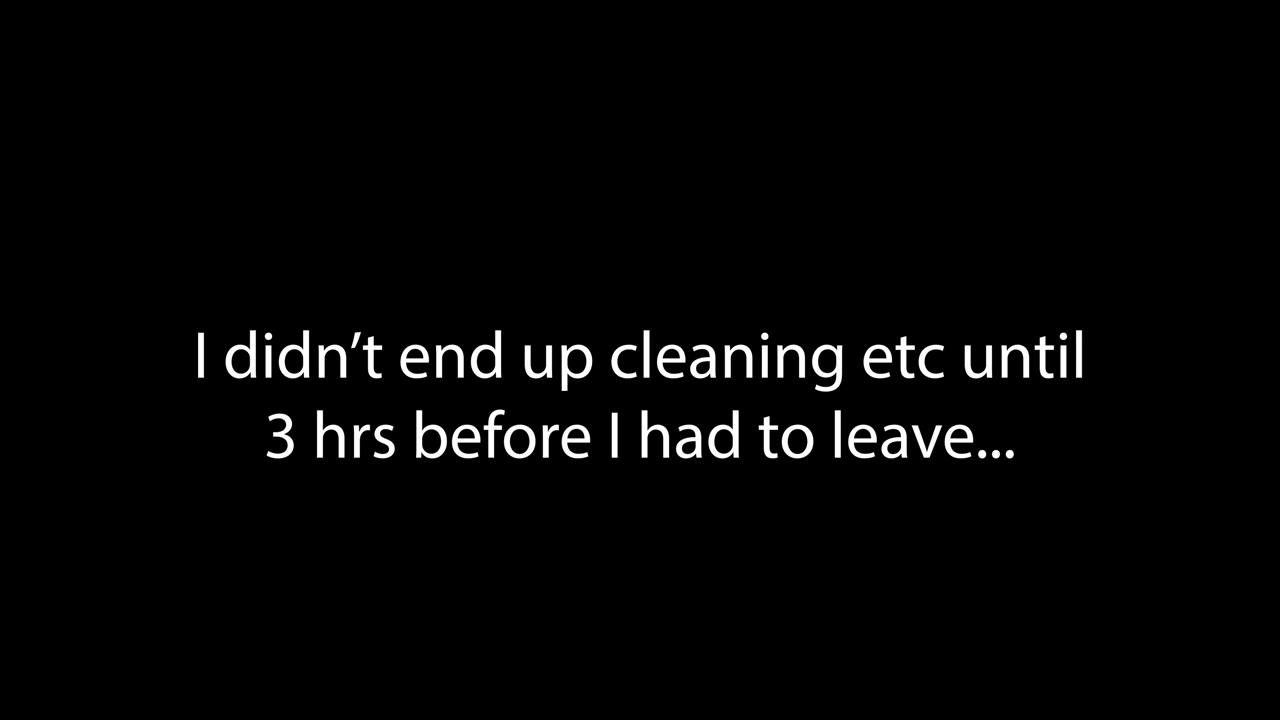 I didn’t end up cleaning etc until
3 hrs before I had to leave...